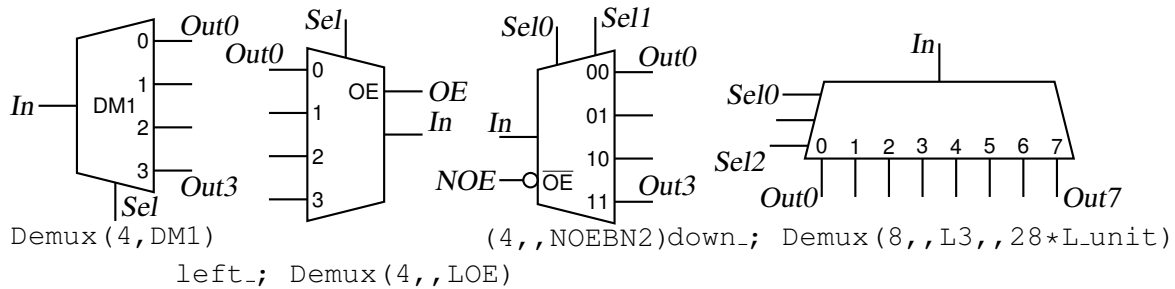 In
DM1
0
1
2
3
Out0
Out3
Sel
Demux(4,DM1)
Sel
Out0
0
1
2
3
OE
OE
In
left_; Demux(4,,LOE)
Sel0
Sel1
00
01
10
11
Out0
Out3
In
NOE
OE
(4,,NOEBN2)
down_; Demux(8,,L3,,28*L_unit)
In
Sel0
Sel2
0 1 2 3 4 5 6 7
Out0
Out7